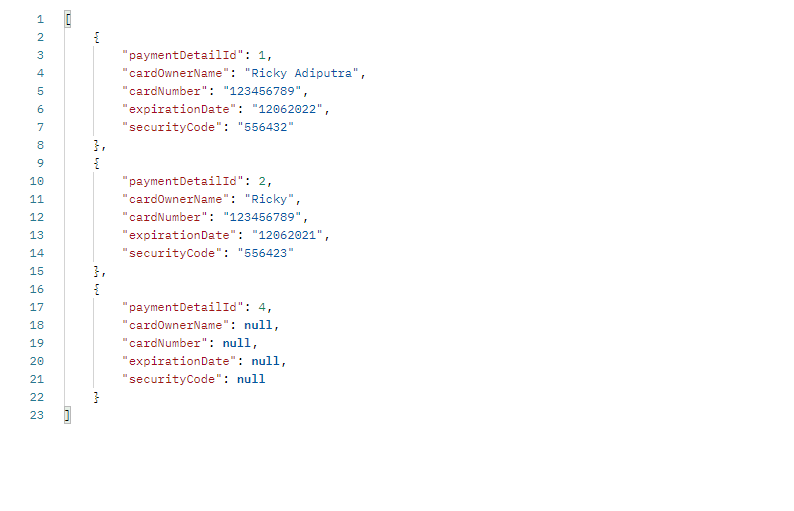 1 [
2 {
3 "paymentDetailId": 1,
4 "cardOwnerName": "Ricky Adiputra",
5 "cardNumber": "123456789",
6 "expirationDate": "12062022",
7 "securityCode": "556432"
8 },
9 {
10 "paymentDetailId": 2,
11 "cardOwnerName": "Ricky",
12 "cardNumber": "123456789",
13 "expirationDate": "12062021",
14 "securityCode": "556423"
15 },
16 {
17 "paymentDetailId": 4,
18 "cardOwnerName": null,
19 "cardNumber": null,
20 "expirationDate": null,
21 "securityCode": null
22 }
23 ]